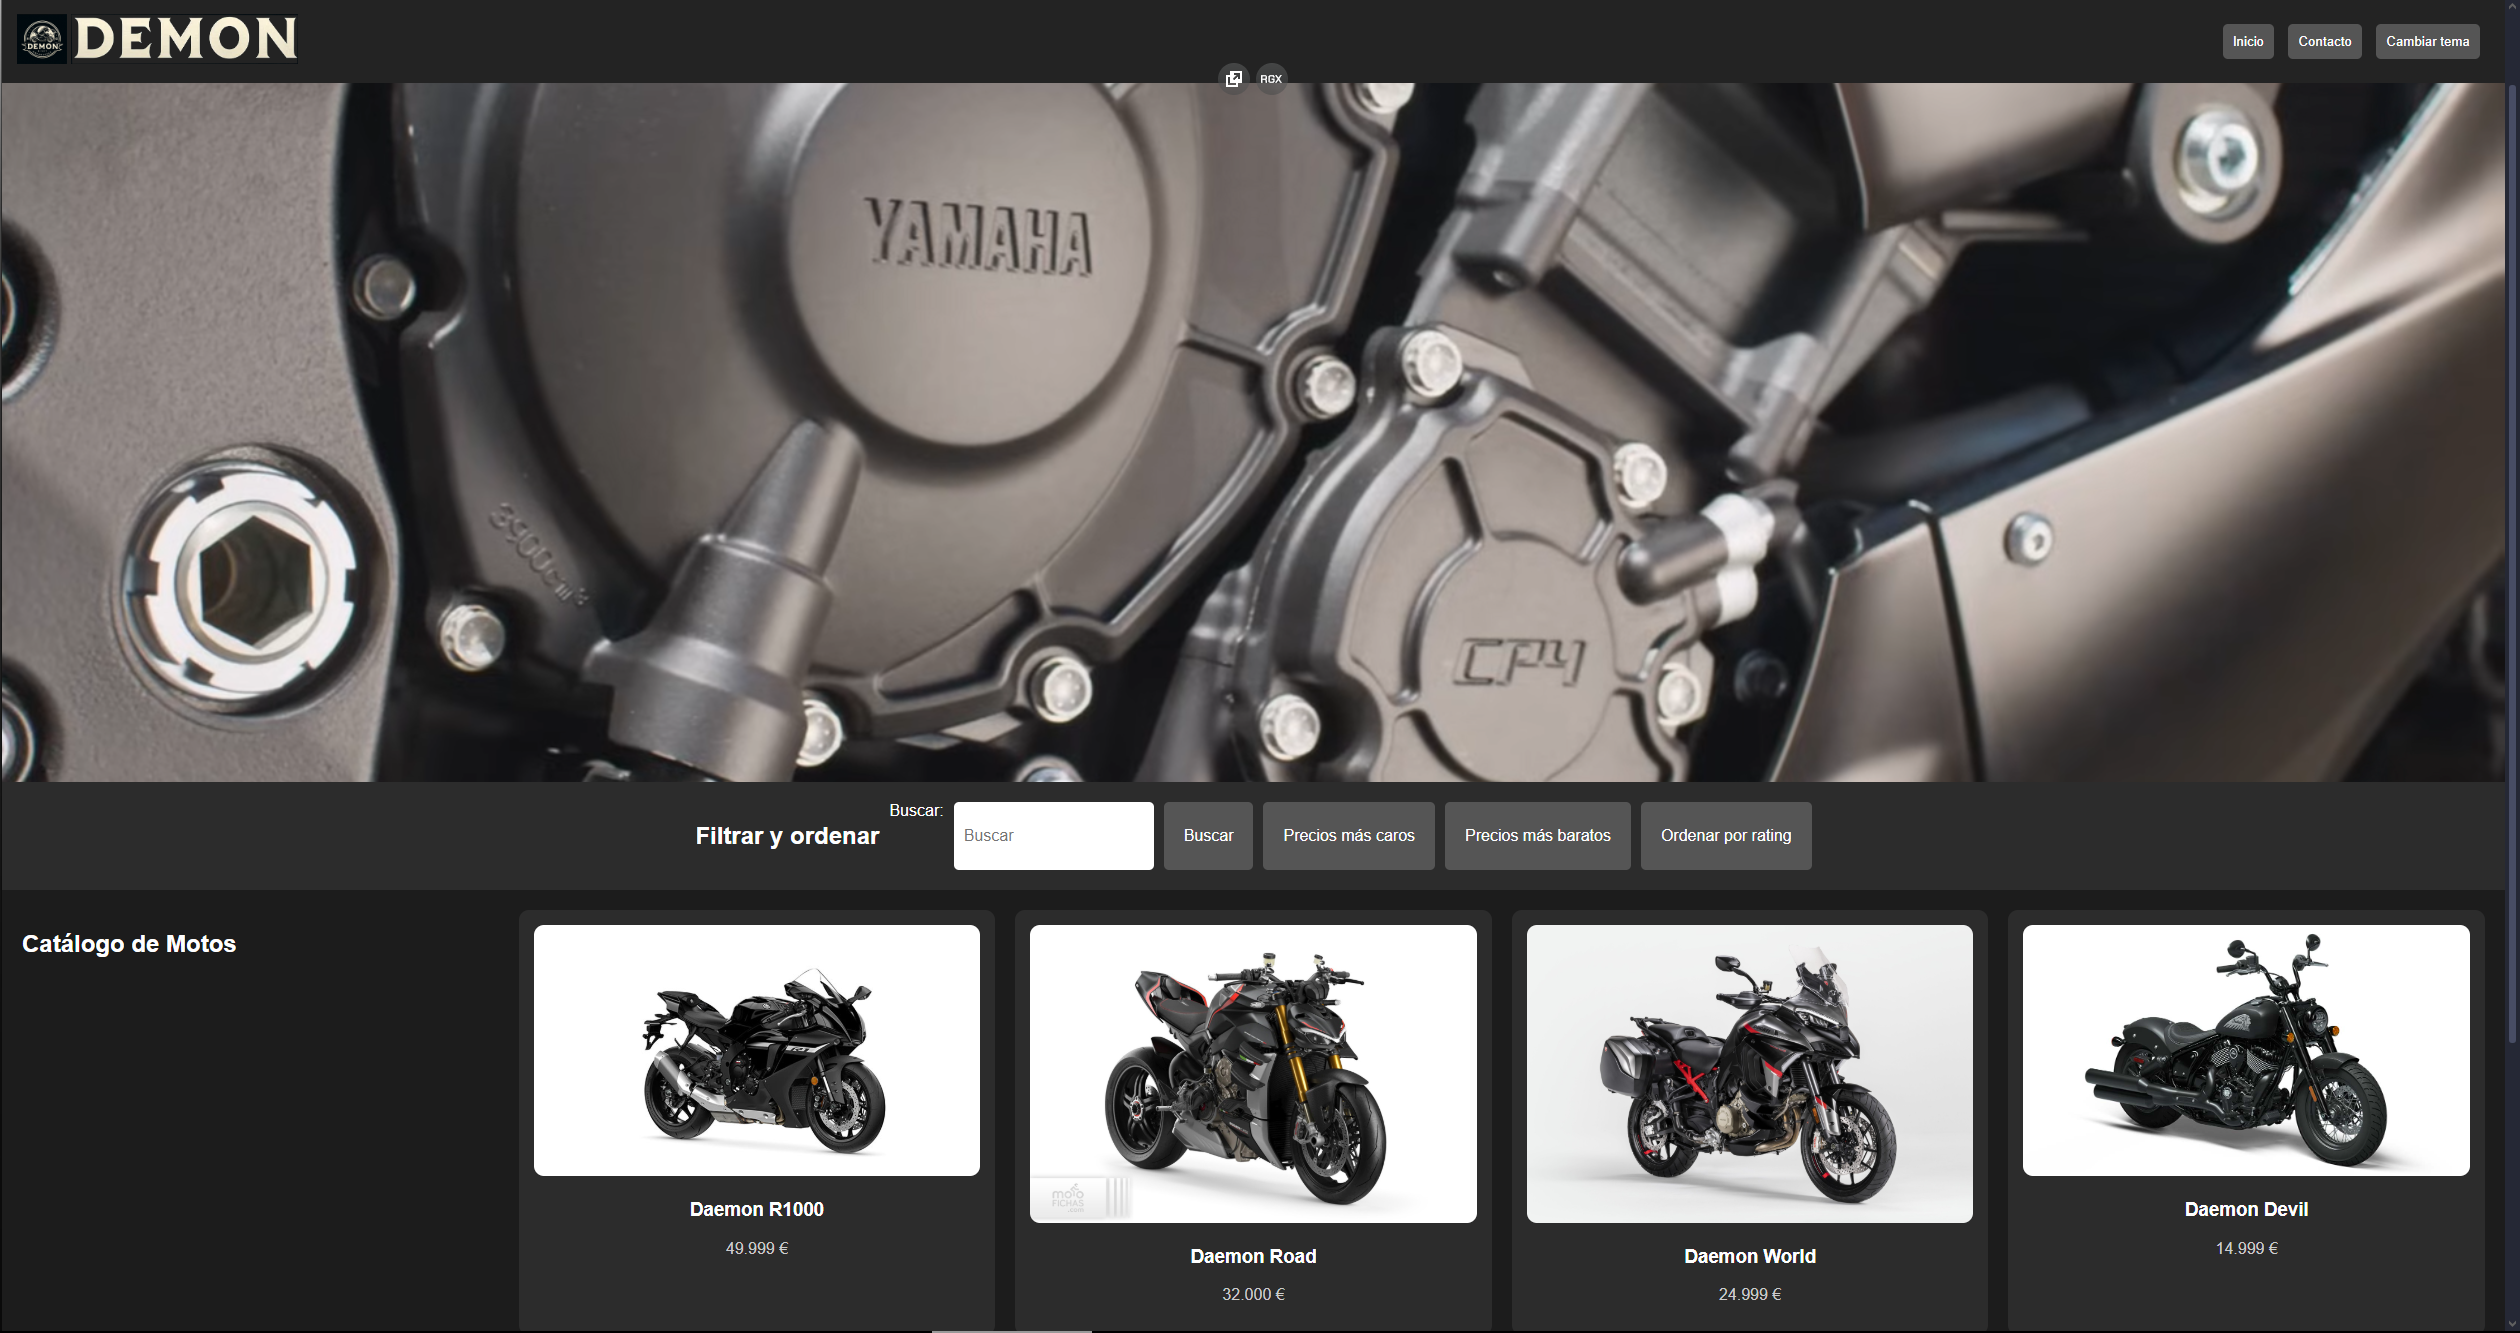 DEMON
DEMON
Inicio
Contacto
Cambiar tema
RGX
YAMAHA
3900cm³
CP4
Filtrar y ordenar
Buscar:
Buscar
Buscar
Precios más caros
Precios más baratos
Ordenar por rating
Catálogo de Motos
R1
moto
FICHAS
.com
Daemon R1000
49.999 €
Daemon Road
32.000 €
Daemon World
24.999 €
Daemon Devil
14.999 €